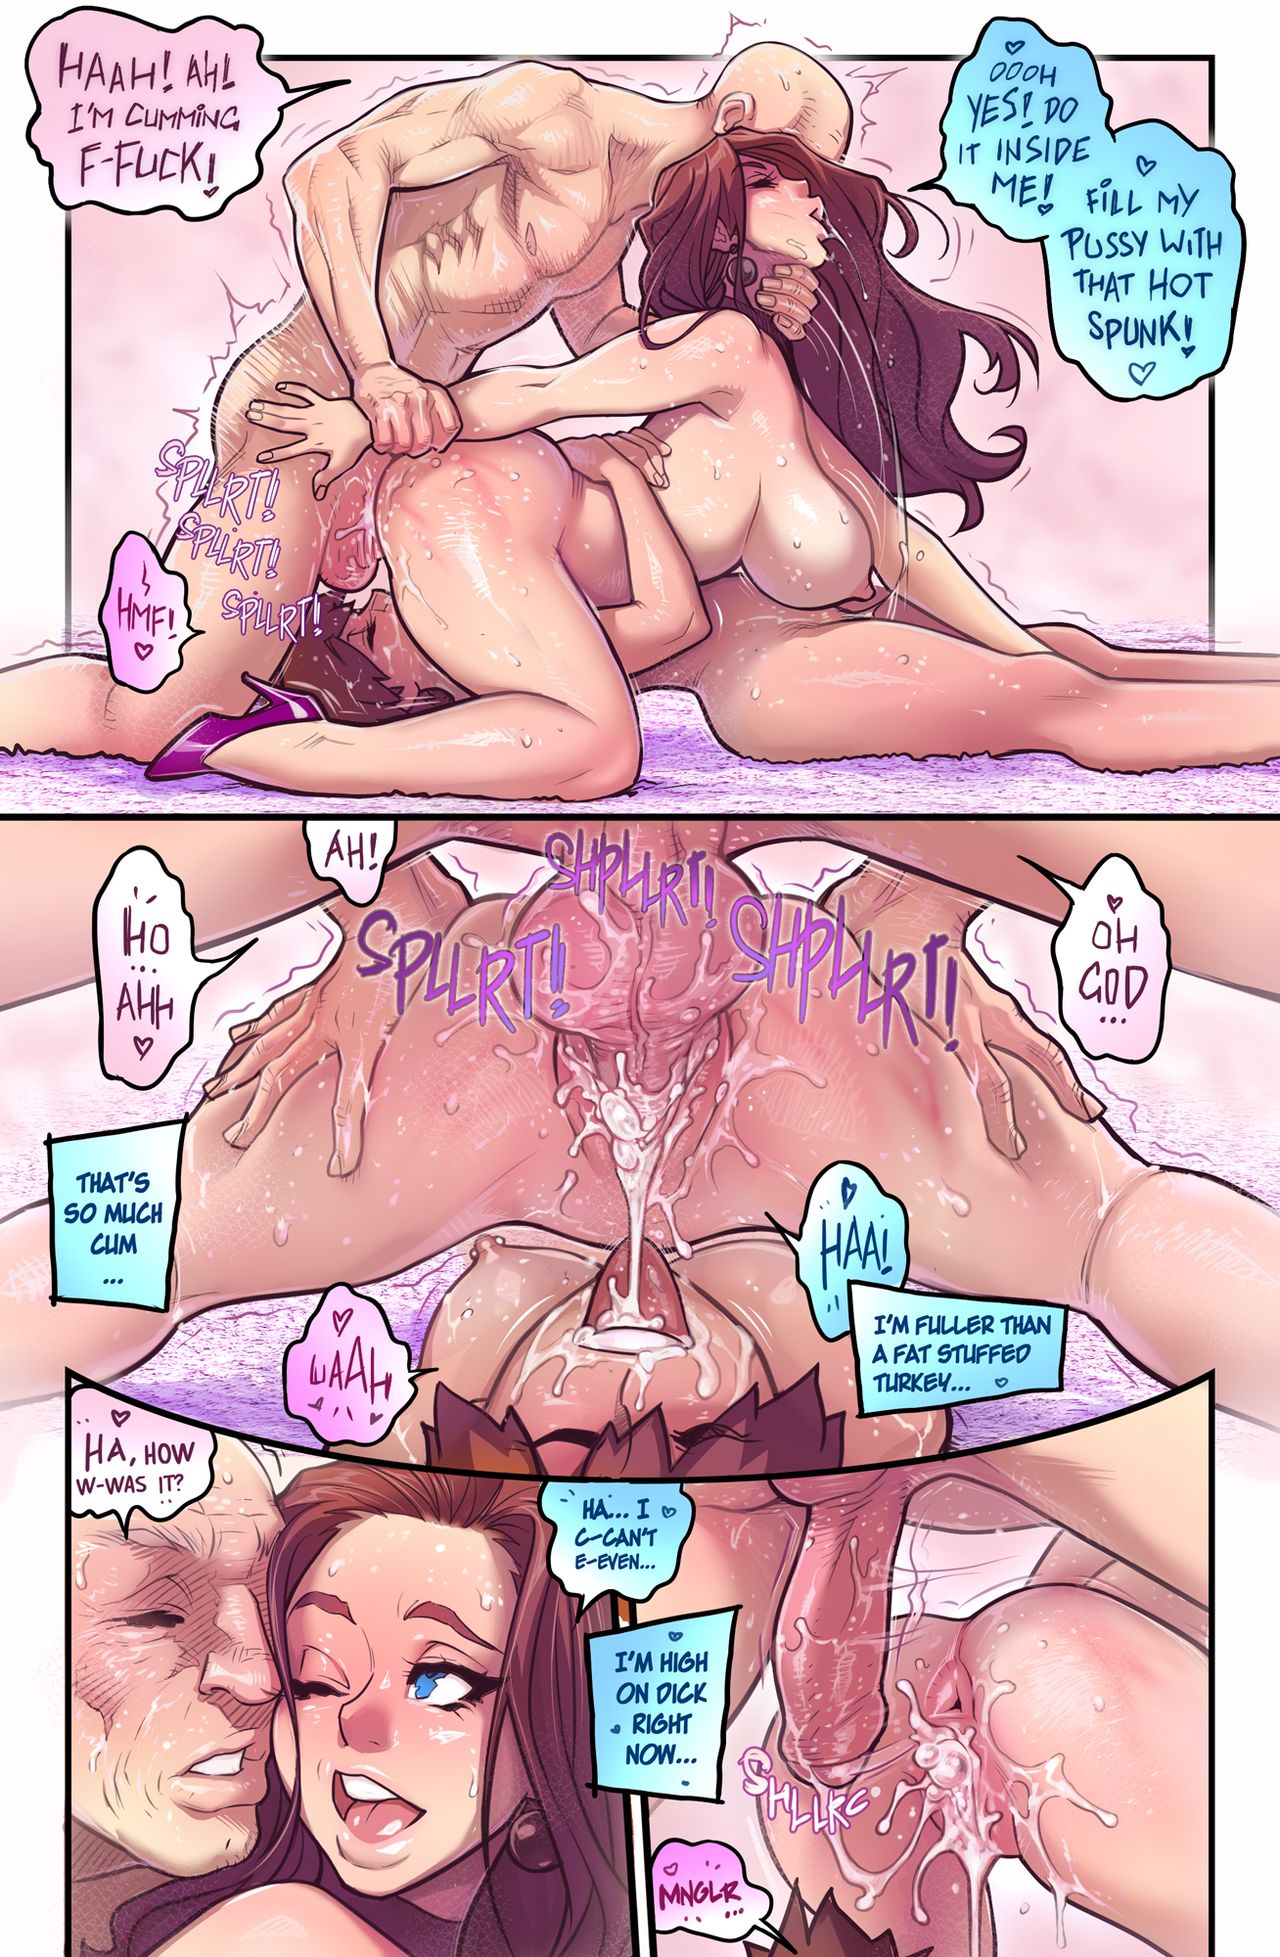 HAAH! AH!
I'M CUMMING
F-FUCK!
OOOH
YES! DO
IT INSIDE
ME!
FILL MY
PUSSY WITH
THAT HOT
SPUNK!
SPLLRT!
SPLLRT!
SPLLRT!
HMF!
AH!
HO
...
AHH
SPLLRT!!
SHPLLRT!!
SHPLLRT!!
OH
GOD
...
THAT'S
SO MUCH
CUM
...
HAA!
I'M FULLER THAN
A FAT STUFFED
TURKEY...
UAAH
HA, HOW
W-WAS IT?
HA... I
C-CAN'T
E-EVEN...
I'M HIGH
ON DICK
RIGHT
NOW...
SHLLRC
MNGLR